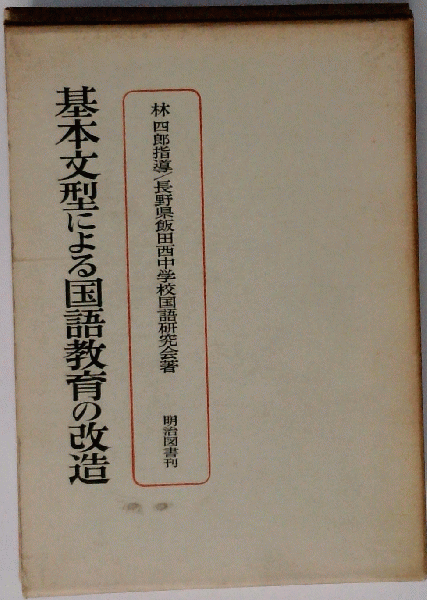 基本文型による国語教育の改造
林四郎指導/長野県飯田西中学校国語研究会著
明治図書刊